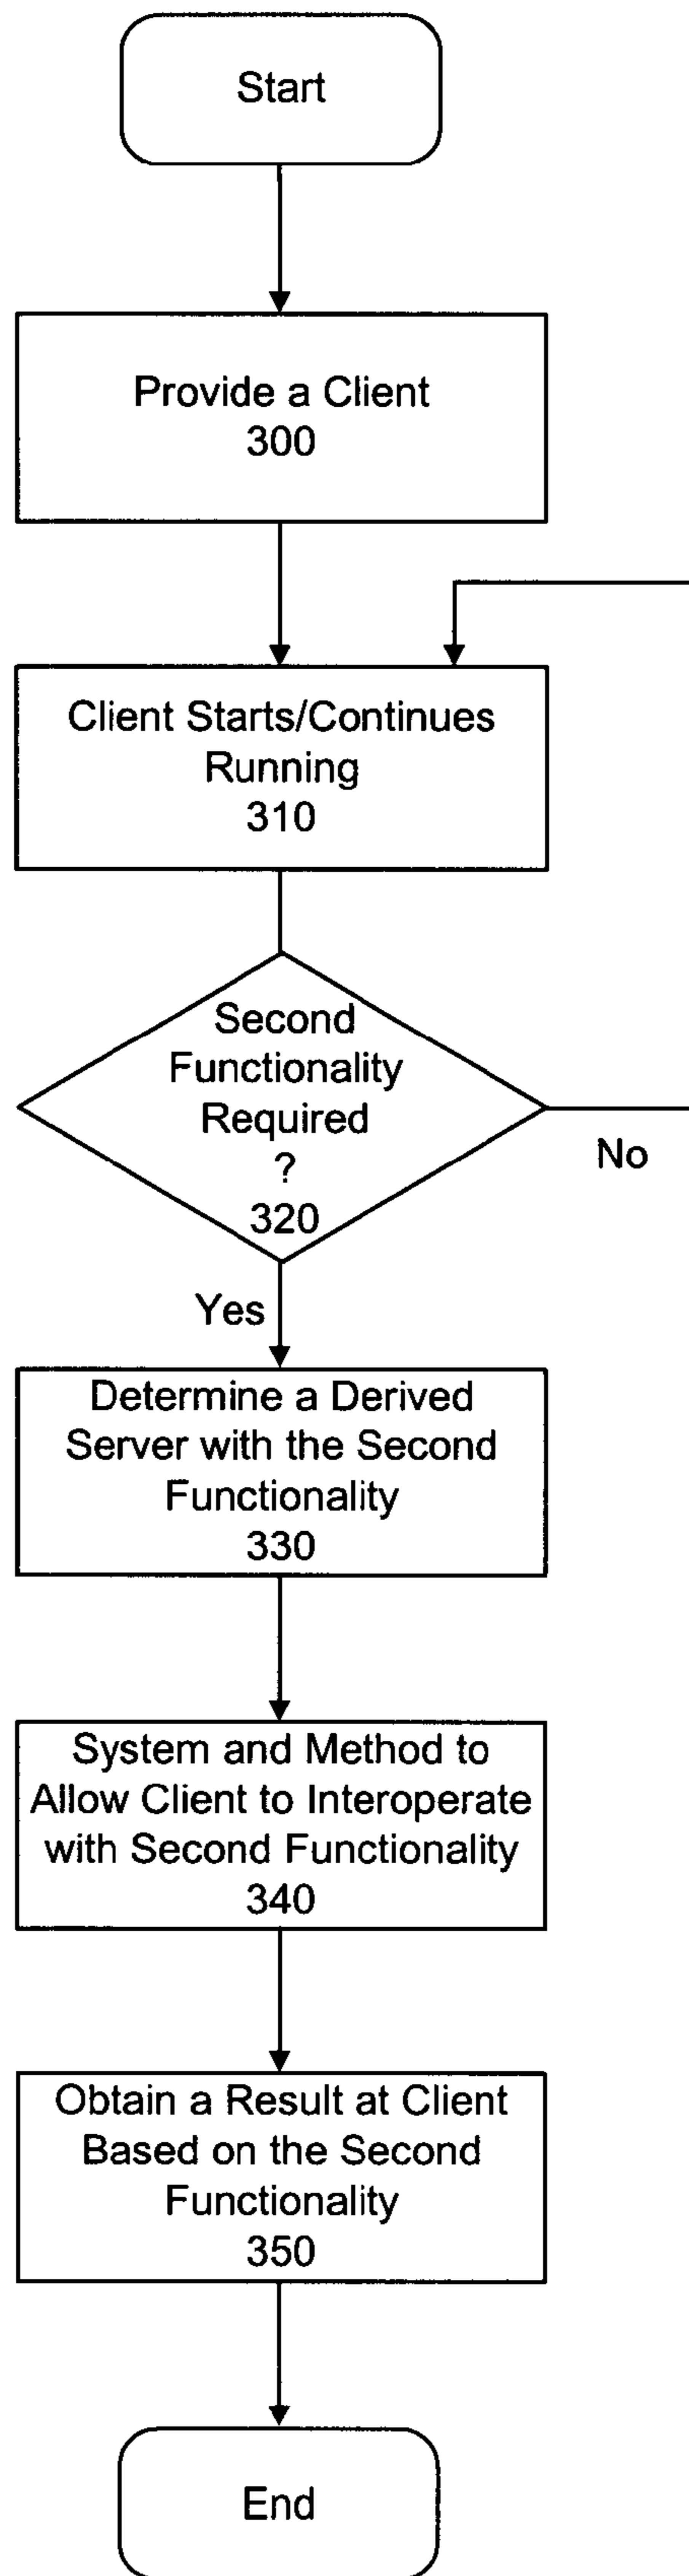 Start
Provide a Client
300
Client Starts/Continues
Running
310
Second
Functionality
Required
?
320
No
Yes
Determine a Derived
Server with the Second
Functionality
330
System and Method to
Allow Client to Interoperate
with Second Functionality
340
Obtain a Result at Client
Based on the Second
Functionality
350
End